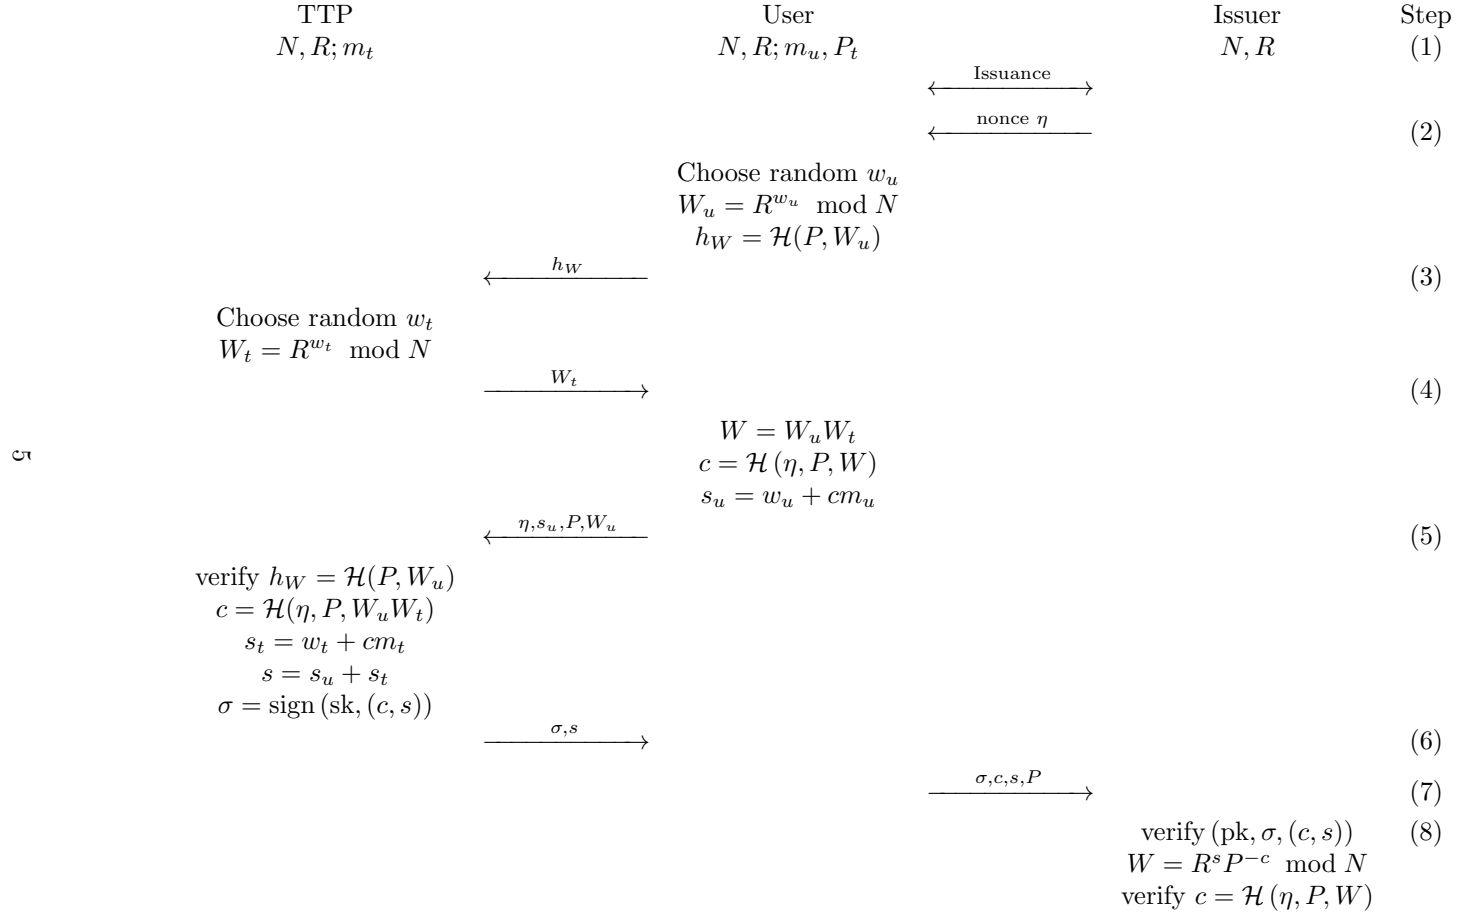 TTP User Issuer Step
N, R; m_t N, R; m_u, P_t N, R (1)
Issuance
nonce η (2)
Choose random w_u
W_u = R^{w_u} mod N
h_W = H(P, W_u)
h_W (3)
Choose random w_t
W_t = R^{w_t} mod N
W_t (4)
W = W_u W_t
c = H (η, P, W)
s_u = w_u + cm_u
5
η,s_u,P,W_u (5)
verify h_W = H(P, W_u)
c = H(η, P, W_u W_t)
s_t = w_t + cm_t
s = s_u + s_t
σ = sign (sk, (c, s))
σ,s (6)
σ,c,s,P (7)
verify (pk, σ, (c, s)) (8)
W = R^s P^{-c} mod N
verify c = H (η, P, W)